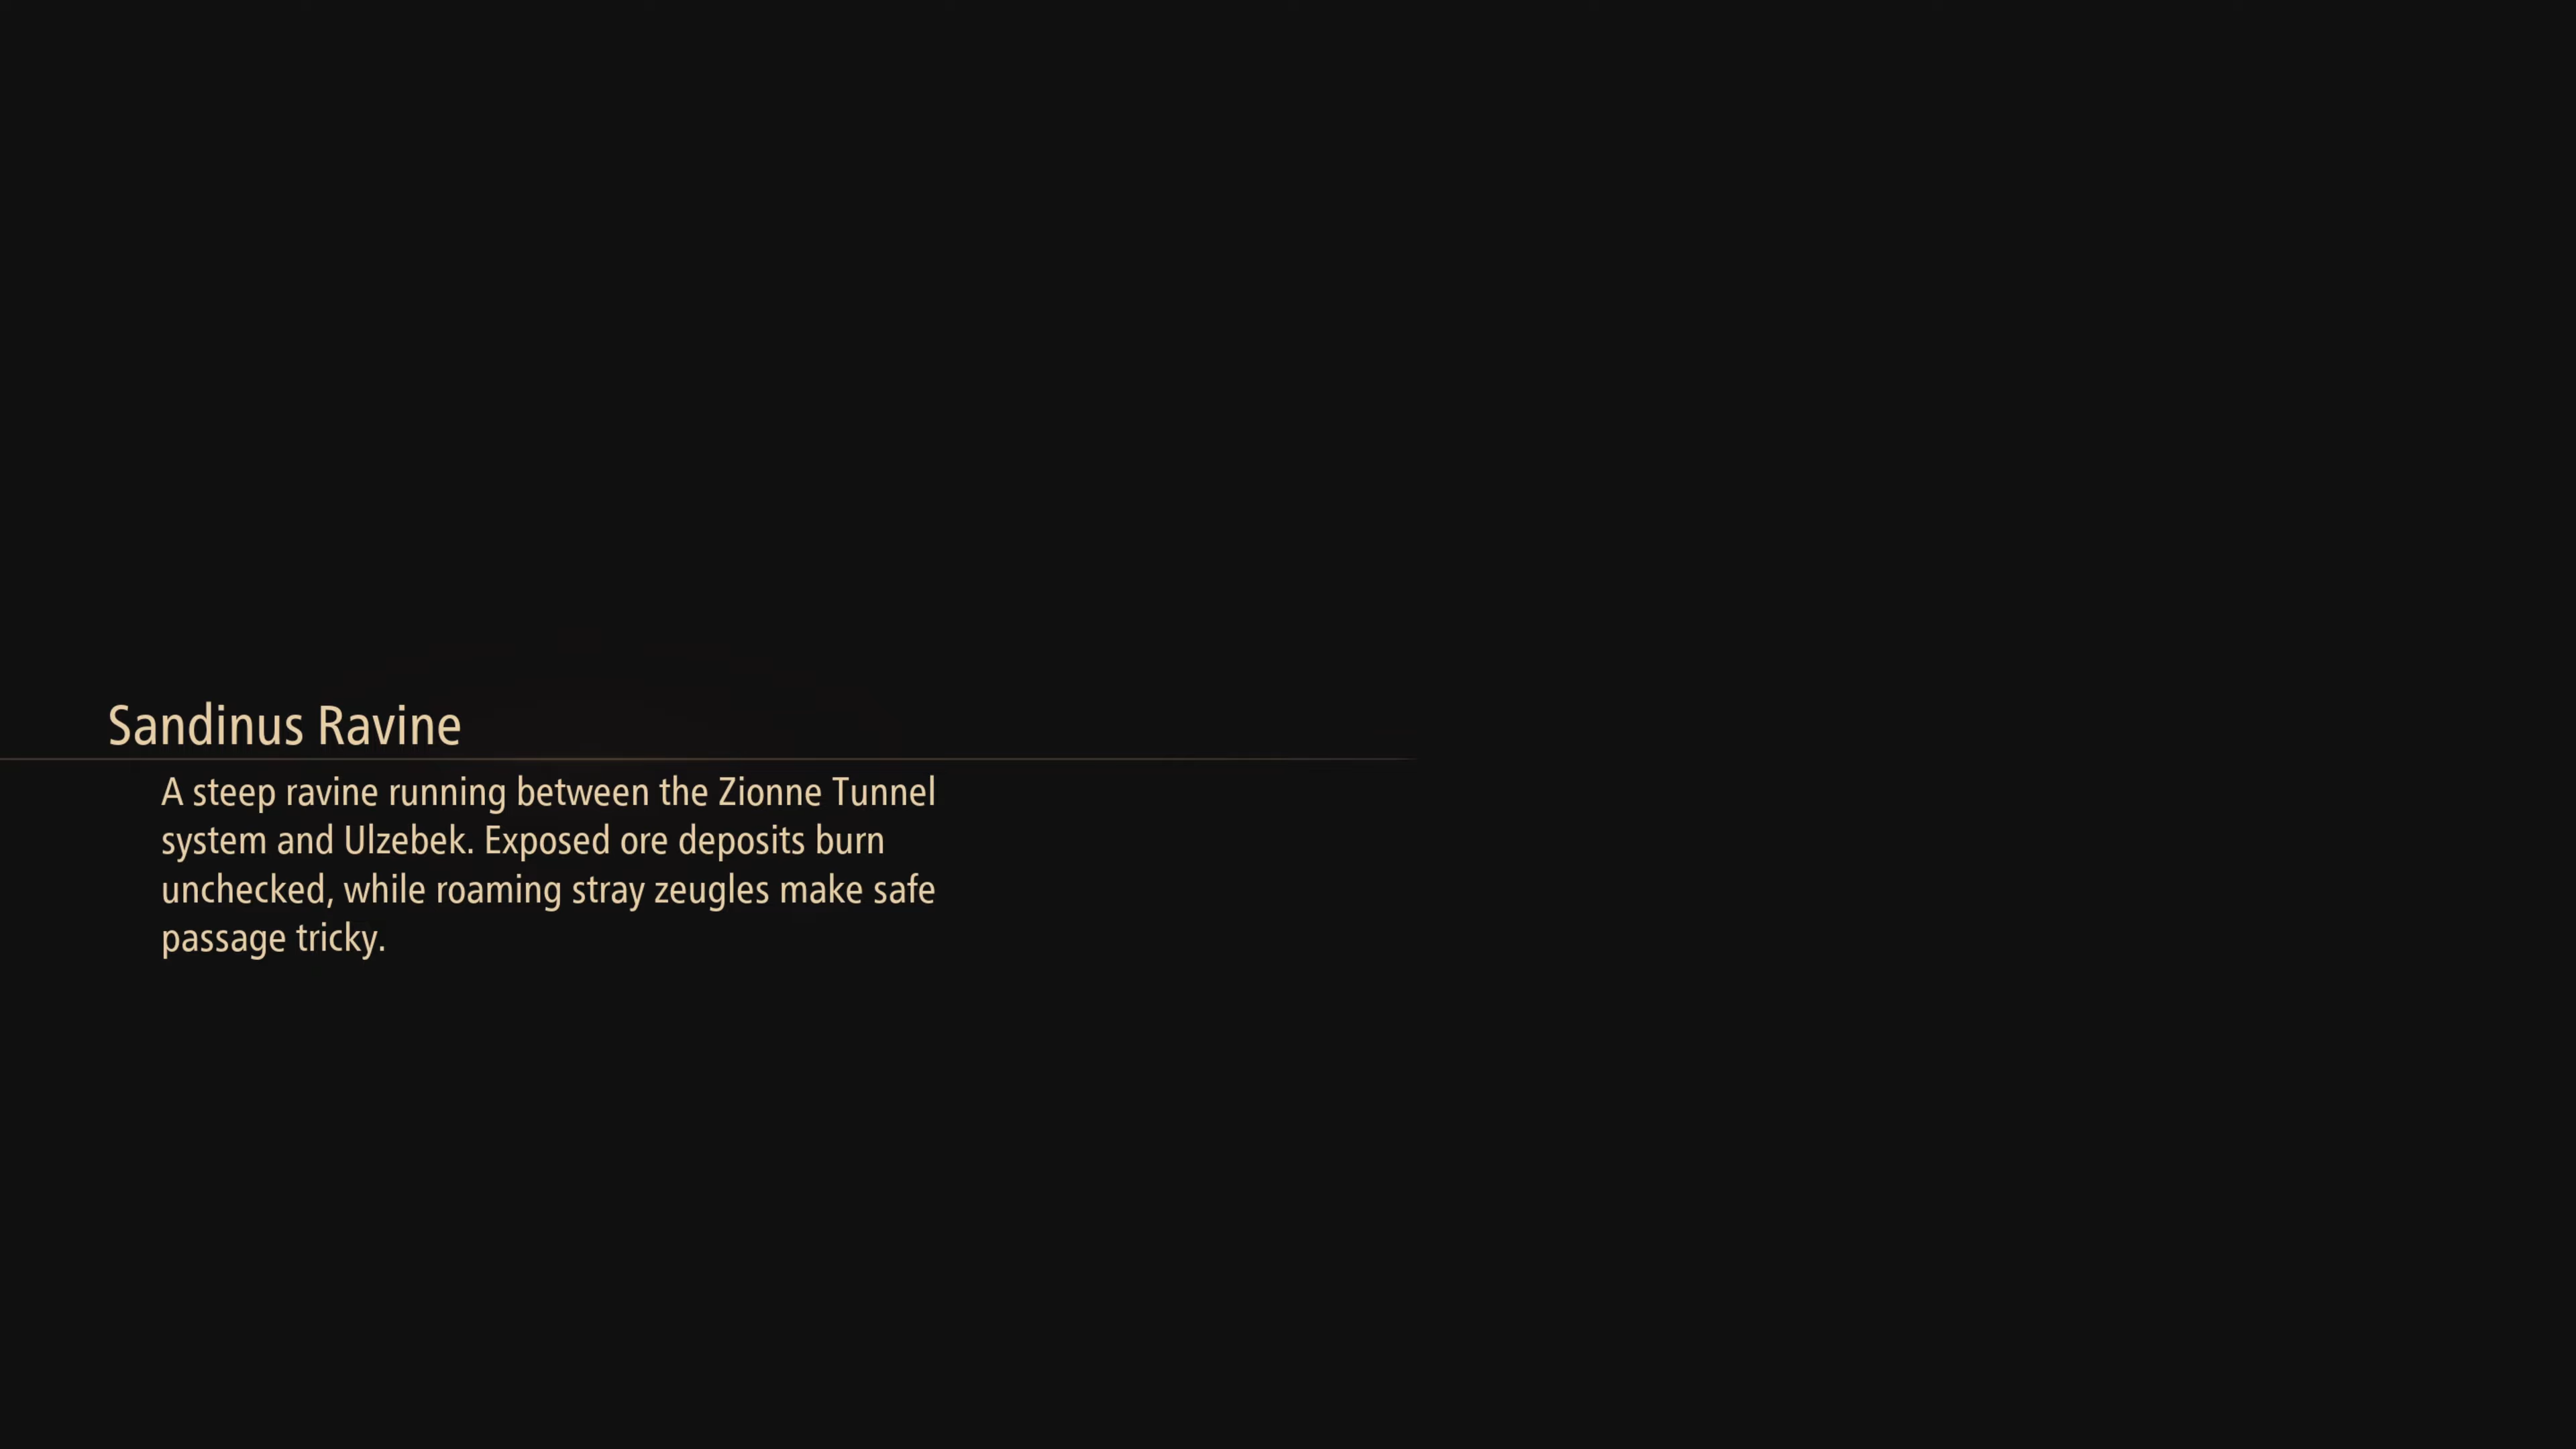 Sandinus Ravine
A steep ravine running between the Zionne Tunnel
system and Ulzebek. Exposed ore deposits burn
unchecked, while roaming stray zeugles make safe
passage tricky.